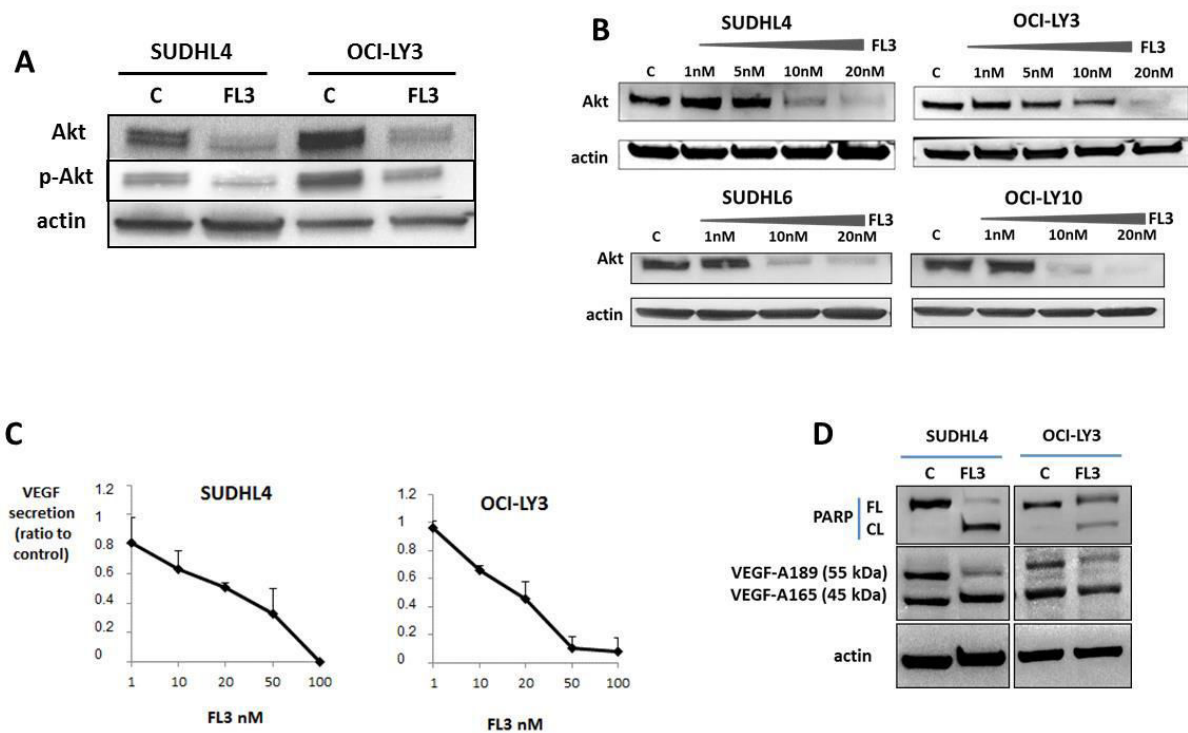 A
SUDHL4 OCI-LY3
C FL3 C FL3
Akt
p-Akt
actin
B
SUDHL4 OCI-LY3
FL3 FL3
C 1nM 5nM 10nM 20nM C 1nM 5nM 10nM 20nM
Akt
actin
SUDHL6 OCI-LY10
FL3 FL3
C 1nM 10nM 20nM C 1nM 10nM 20nM
Akt
actin
C
VEGF
secretion
(ratio to
control)
SUDHL4
1.2
1
0.8
0.6
0.4
0.2
0
1 10 20 50 100
FL3 nM
OCI-LY3
1.2
1
0.8
0.6
0.4
0.2
0
1 10 20 50 100
FL3 nM
D
SUDHL4 OCI-LY3
C FL3 C FL3
PARP
FL
CL
VEGF-A189 (55 kDa)
VEGF-A165 (45 kDa)
actin